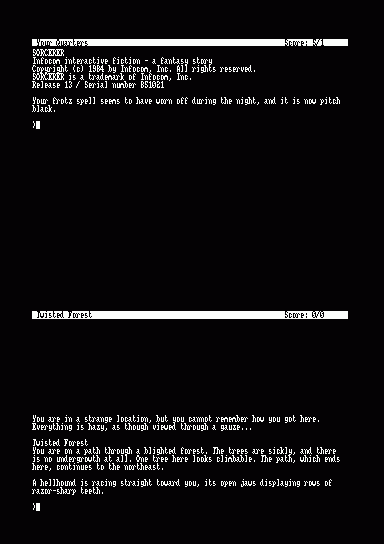 Your Quarters Score: 5/1
SORCERER
Infocom interactive fiction - a fantasy story
Copyright (c) 1984 by Infocom, Inc. All rights reserved.
SORCERER is a trademark of Infocom, Inc.
Release 13 / Serial number 851021
Your frotz spell seems to have worn off during the night, and it is now pitch
black.
>
Twisted Forest Score: 0/0
You are in a strange location, but you cannot remember how you got here.
Everything is hazy, as though viewed through a gauze...
Twisted Forest
You are on a path through a blighted forest. The trees are sickly, and there
is no undergrowth at all. One tree here looks climbable. The path, which ends
here, continues to the northeast.
A hellhound is racing straight toward you, its open jaws displaying rows of
razor-sharp teeth.
>